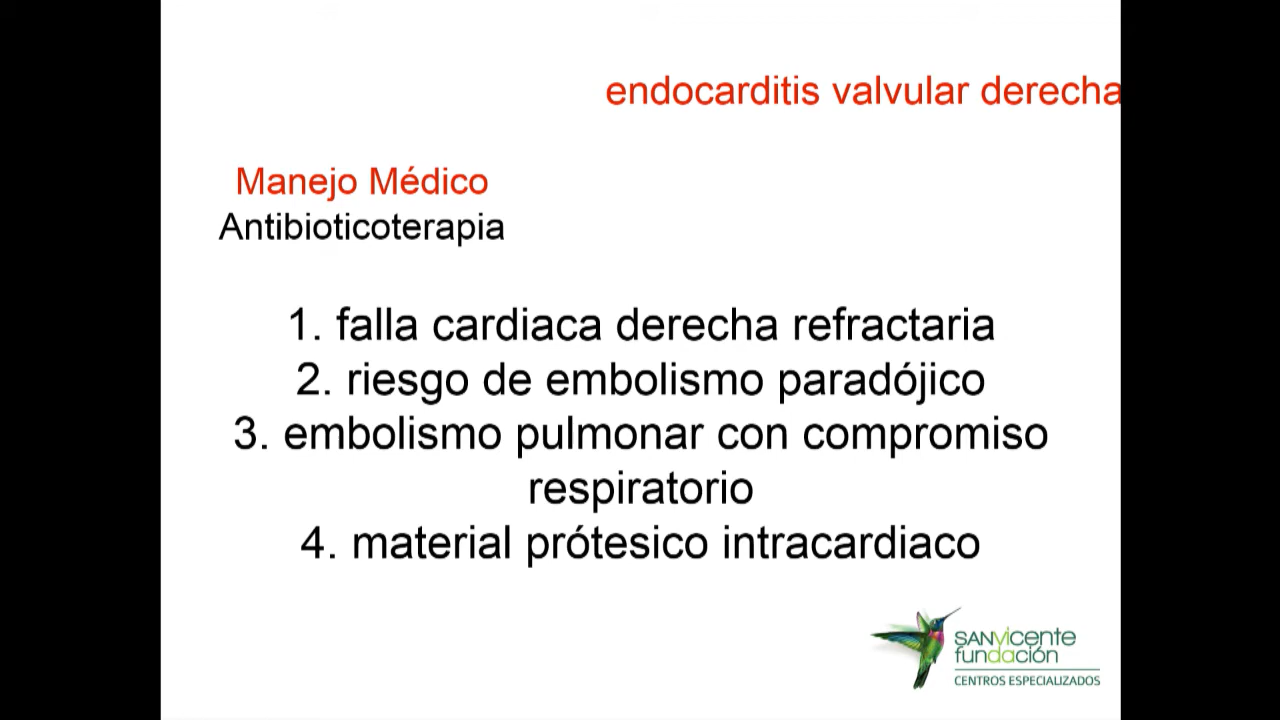 endocarditis valvular derecha
Manejo Médico
Antibioticoterapia
1. falla cardiaca derecha refractaria
2. riesgo de embolismo paradójico
3. embolismo pulmonar con compromiso
respiratorio
4. material prótesico intracardiaco
SANVICENTE
FUNDACIÓN
CENTROS ESPECIALIZADOS